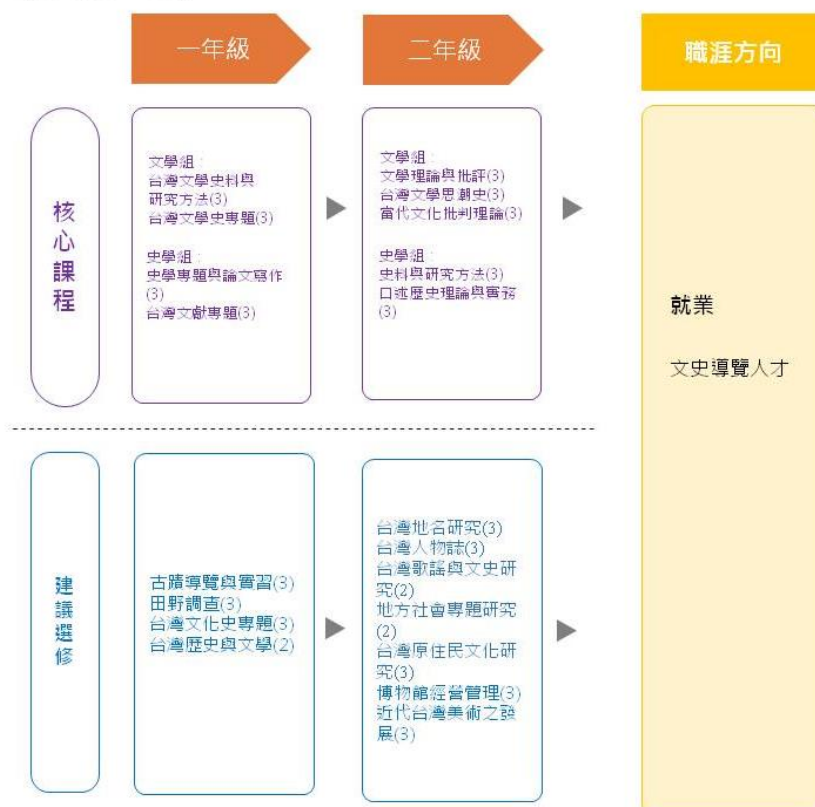 一年級
二年級
職涯方向
核心課程
文學組：
台灣文學史料與
研究方法(3)
台灣文學史專題(3)
史學組：
史學專題與論文寫作
(3)
台灣文獻專題(3)
文學組：
文學理論與批評(3)
台灣文學思潮史(3)
當代文化批判理論(3)
史學組：
史料與研究方法(3)
口述歷史理論與實務
(3)
就業
文史導覽人才
建議選修
古蹟導覽與實習(3)
田野調查(3)
台灣文化史專題(3)
台灣歷史與文學(2)
台灣地名研究(3)
台灣人物誌(3)
台灣歌謠與文史研
究(2)
地方社會專題研究
(2)
台灣原住民文化研
究(3)
博物館經營管理(3)
近代台灣美術之發
展(3)